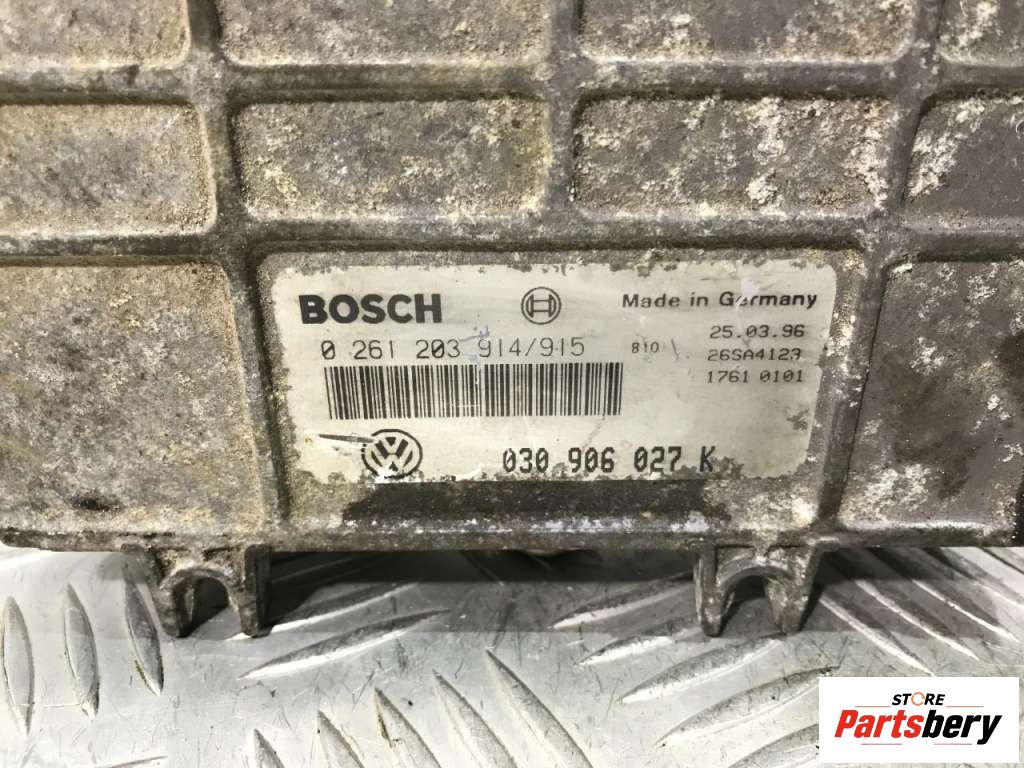 BOSCH
Made in Germany
25.03.96
0 261 203 914/915
810
26SA4123
1761 0101
030 906 027 K
STORE
Partsbery